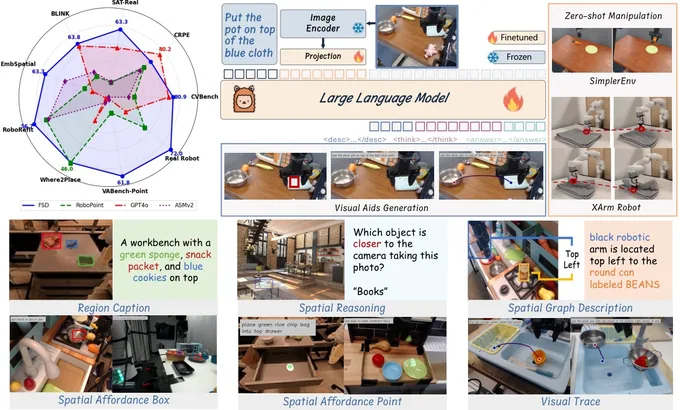 SAT-Real
BLINK
63.3
CRPE
63.8
80.2
EmbSpatial
63.3
CVBench
80.9
RoboRefit
Real Robot
72.0
Where2Place
46.0
VABench-Point
61.8
FSD
RoboPoint
GPT4o
ASMv2
Put the
pot on top
of the
blue cloth
Image
Encoder
Projection
Finetuned
Frozen
Large Language Model
<desc>...</desc> <think>...</think> <answer>...</answer>
Visual Aids Generation
Zero-shot Manipulation
SimplerEnv
XArm Robot
A workbench with a
green sponge, snack
packet, and blue
cookies on top
Region Caption
Which object is
closer to the
camera taking this
photo?
“Books”
Spatial Reasoning
Top
Left
black robotic
arm is located
top left to the
round can
labeled BEANS
Spatial Graph Description
Spatial Affordance Box
place green rice chip bag
into top drawer
Spatial Affordance Point
Visual Trace